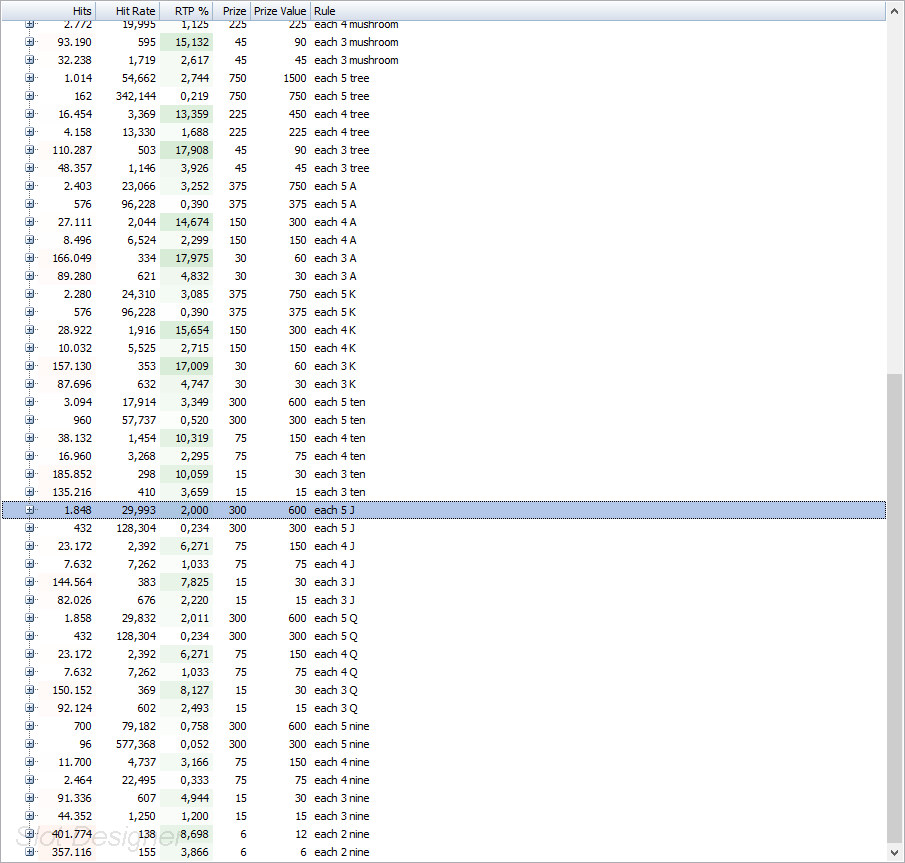 Hits Hit Rate RTP % Prize Prize Value Rule
2.772 19,995 1,125 225 225 each 4 mushroom
93.190 595 15,132 45 90 each 3 mushroom
32.238 1,719 2,617 45 45 each 3 mushroom
1.014 54,662 2,744 750 1500 each 5 tree
162 342,144 0,219 750 750 each 5 tree
16.454 3,369 13,359 225 450 each 4 tree
4.158 13,330 1,688 225 225 each 4 tree
110.287 503 17,908 45 90 each 3 tree
48.357 1,146 3,926 45 45 each 3 tree
2.403 23,066 3,252 375 750 each 5 A
576 96,228 0,390 375 375 each 5 A
27.111 2,044 14,674 150 300 each 4 A
8.496 6,524 2,299 150 150 each 4 A
166.049 334 17,975 30 60 each 3 A
89.280 621 4,832 30 30 each 3 A
2.280 24,310 3,085 375 750 each 5 K
576 96,228 0,390 375 375 each 5 K
28.922 1,916 15,654 150 300 each 4 K
10.032 5,525 2,715 150 150 each 4 K
157.130 353 17,009 30 60 each 3 K
87.696 632 4,747 30 30 each 3 K
3.094 17,914 3,349 300 600 each 5 ten
960 57,737 0,520 300 300 each 5 ten
38.132 1,454 10,319 75 150 each 4 ten
16.960 3,268 2,295 75 75 each 4 ten
185.852 298 10,059 15 30 each 3 ten
135.216 410 3,659 15 15 each 3 ten
1.848 29,993 2,000 300 600 each 5 J
432 128,304 0,234 300 300 each 5 J
23.172 2,392 6,271 75 150 each 4 J
7.632 7,262 1,033 75 75 each 4 J
144.564 383 7,825 15 30 each 3 J
82.026 676 2,220 15 15 each 3 J
1.858 29,832 2,011 300 600 each 5 Q
432 128,304 0,234 300 300 each 5 Q
23.172 2,392 6,271 75 150 each 4 Q
7.632 7,262 1,033 75 75 each 4 Q
150.152 369 8,127 15 30 each 3 Q
92.124 602 2,493 15 15 each 3 Q
700 79,182 0,758 300 600 each 5 nine
96 577,368 0,052 300 300 each 5 nine
11.700 4,737 3,166 75 150 each 4 nine
2.464 22,495 0,333 75 75 each 4 nine
91.336 607 4,944 15 30 each 3 nine
44.352 1,250 1,200 15 15 each 3 nine
401.774 138 8,698 6 12 each 2 nine
Slot Designer
357.116 155 3,866 6 6 each 2 nine